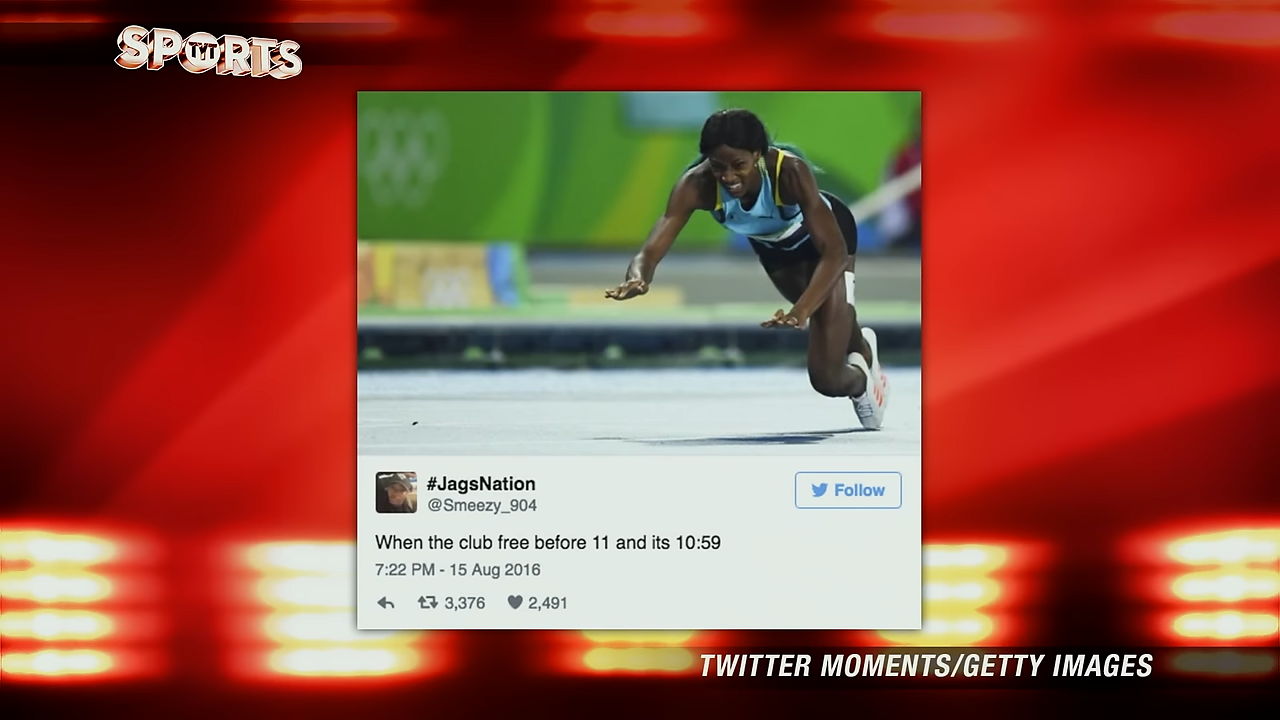 SPORTS
TYT
#JagsNation
@Smeezy_904
Follow
When the club free before 11 and its 10:59
7:22 PM - 15 Aug 2016
3,376 2,491
TWITTER MOMENTS/GETTY IMAGES